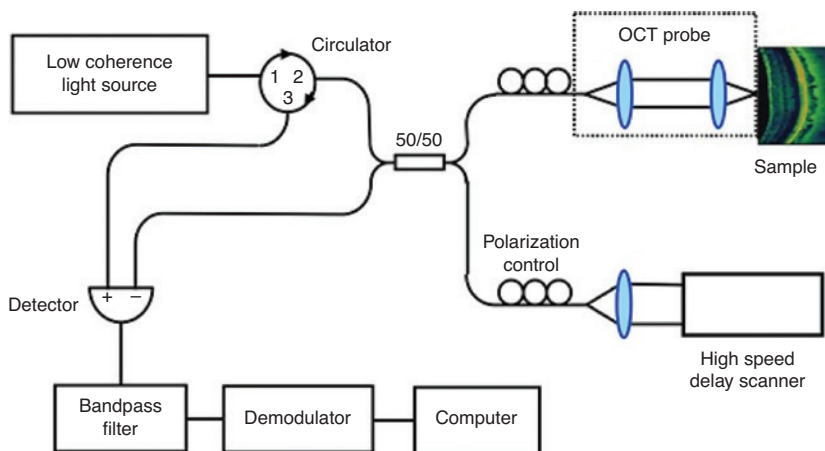 Low coherence
light source
Circulator
1 2
3
OCT probe
Sample
50/50
Polarization
control
High speed
delay scanner
Detector
+ −
Bandpass
filter
Demodulator
Computer